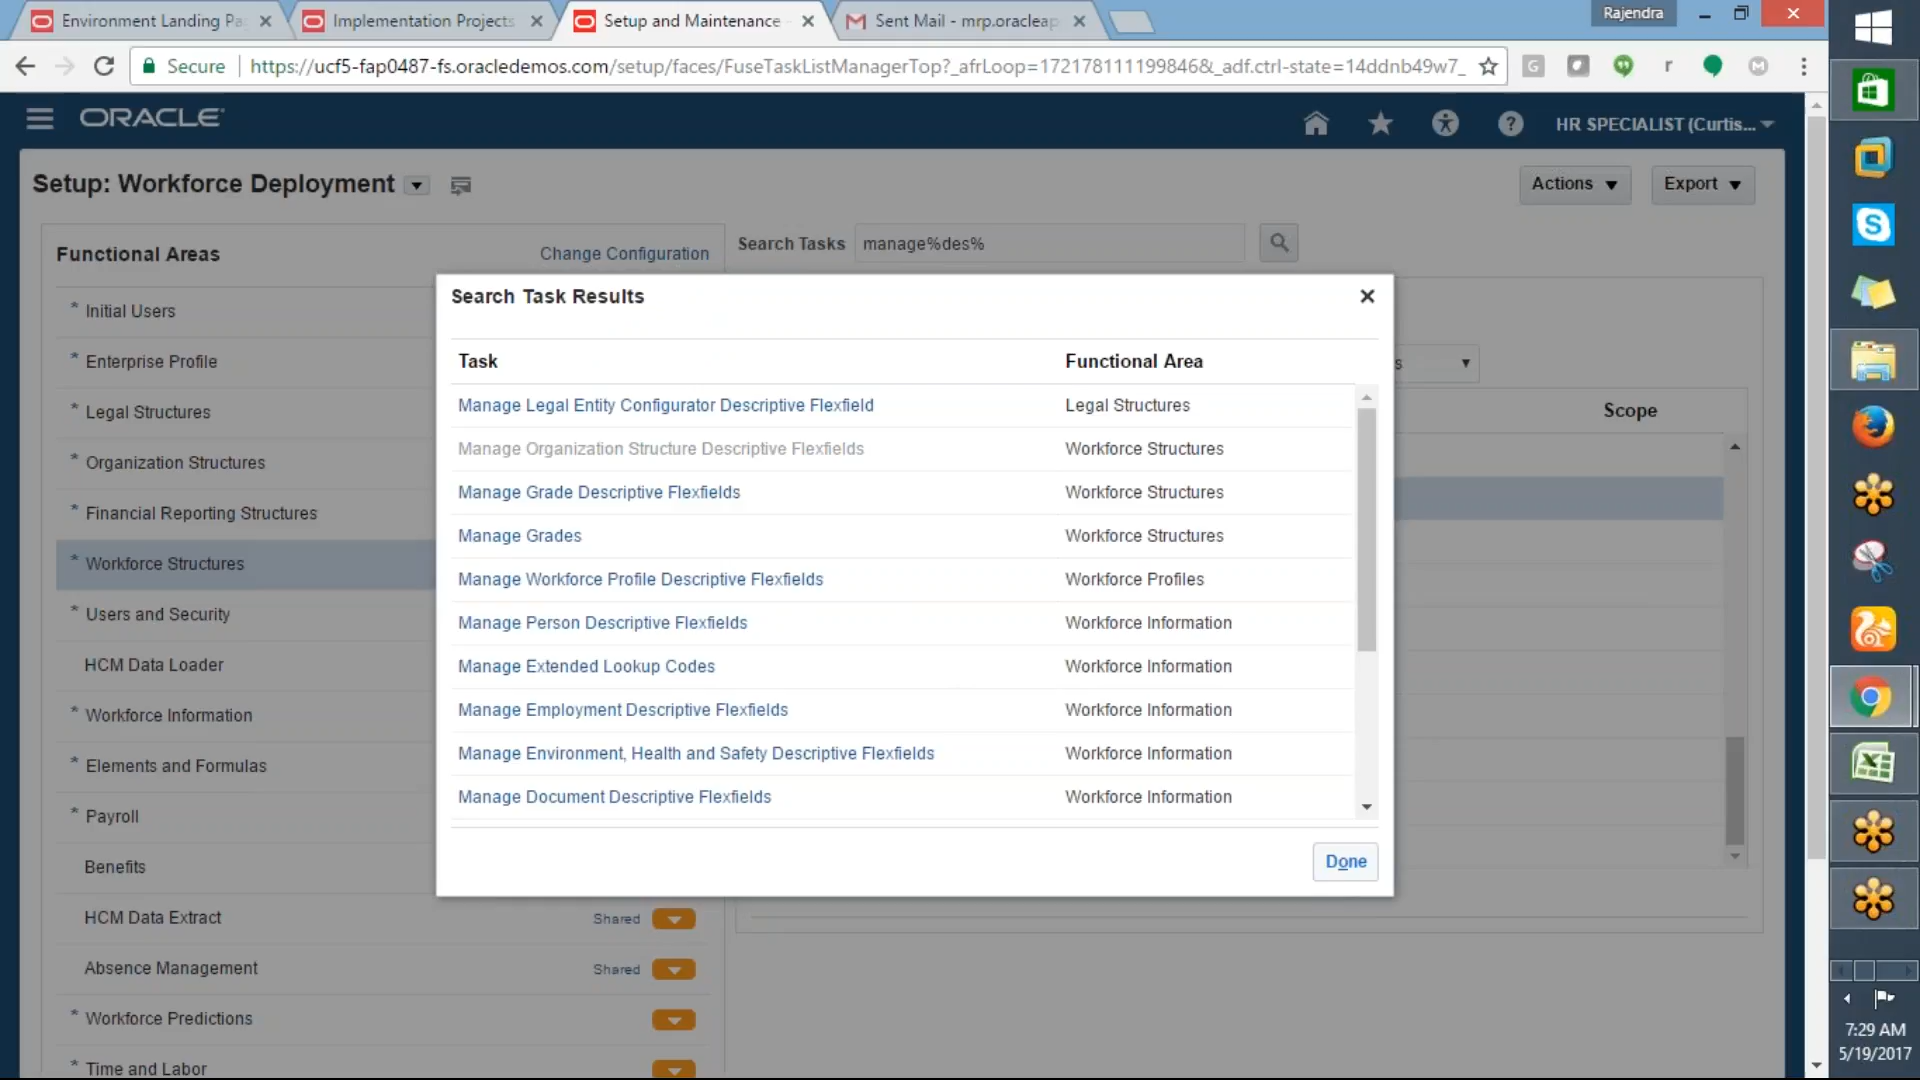 Environment Landing Pa
Implementation Projects
Setup and Maintenance
Sent Mail - mrp.oracleap
Rajendra
Secure
https://ucf5-fap0487-fs.oracledemos.com/setup/faces/FuseTaskListManagerTop?_afrLoop=172178111199846&_adf.ctrl-state=14ddnb49w7_
ORACLE
HR SPECIALIST (Curtis...
Setup: Workforce Deployment
Actions
Export
Functional Areas
Change Configuration
Search Tasks
manage%des%
* Initial Users
* Enterprise Profile
* Legal Structures
* Organization Structures
* Financial Reporting Structures
* Workforce Structures
* Users and Security
HCM Data Loader
* Workforce Information
* Elements and Formulas
* Payroll
Benefits
HCM Data Extract Shared
Absence Management Shared
* Workforce Predictions
* Time and Labor
Search Task Results
Task Functional Area
Manage Legal Entity Configurator Descriptive Flexfield Legal Structures
Manage Organization Structure Descriptive Flexfields Workforce Structures
Manage Grade Descriptive Flexfields Workforce Structures
Manage Grades Workforce Structures
Manage Workforce Profile Descriptive Flexfields Workforce Profiles
Manage Person Descriptive Flexfields Workforce Information
Manage Extended Lookup Codes Workforce Information
Manage Employment Descriptive Flexfields Workforce Information
Manage Environment, Health and Safety Descriptive Flexfields Workforce Information
Manage Document Descriptive Flexfields Workforce Information
Done
s
Scope
7:29 AM
5/19/2017